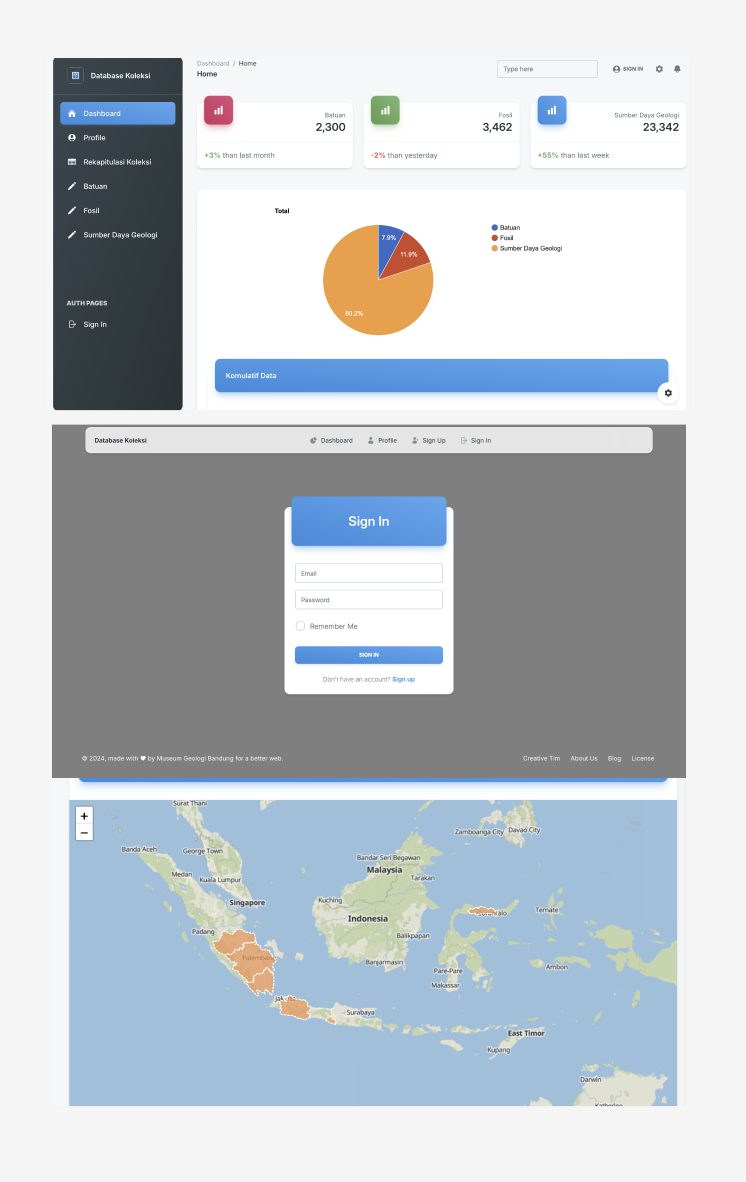 Database Koleksi
Dashboard
Profile
Rekapitulasi Koleksi
Batuan
Fosil
Sumber Daya Geologi
AUTH PAGES
Sign In
Dashboard / Home
Home
Type here
SIGN IN
Batuan
2,300
+3% than last month
Fosil
3,462
-2% than yesterday
Sumber Daya Geologi
23,342
+55% than last week
Total
7.9%
11.9%
80.2%
Batuan
Fosil
Sumber Daya Geologi
Komulatif Data
Database Koleksi
Dashboard
Profile
Sign Up
Sign In
Sign In
Email
Password
Remember Me
SIGN IN
Don't have an account? Sign up
© 2024, made with ♥ by Museum Geologi Bandung for a better web.
Creative Tim
About Us
Blog
License
+
−
Surat Thani
Zamboanga City
Davao City
Banda Aceh
George Town
Bandar Seri Begawan
Malaysia
Medan
Kuala Lumpur
Tarakan
Kuching
Singapore
Ternate
Indonesia
Padang
Balikpapan
Palembang
Banjarmasin
Pare-Pare
Ambon
Makassar
Surabaya
East Timor
Kupang
Darwin
Katherine